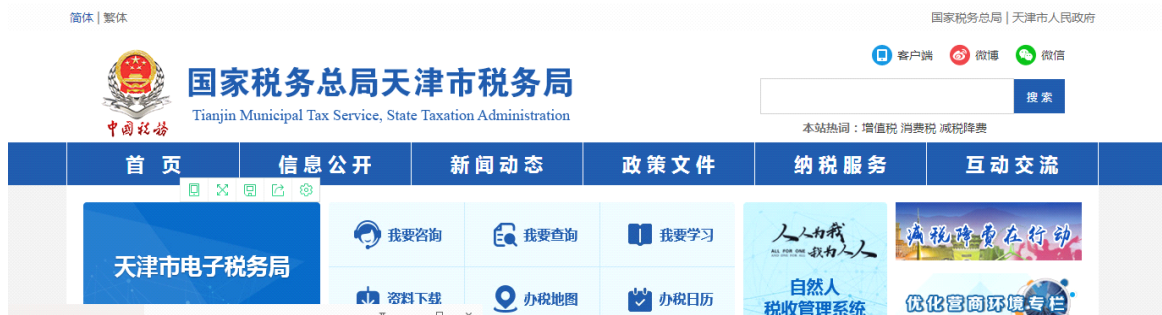 简体 | 繁体
国家税务总局 | 天津市人民政府
客户端 微博 微信
中国税务
国家税务总局天津市税务局
Tianjin Municipal Tax Service, State Taxation Administration
搜 索
本站热词：增值税 消费税 减税降费
首 页 信息公开 新闻动态 政策文件 纳税服务 互动交流
天津市电子税务局
我要咨询 我要查询 我要学习
资料下载 办税地图 办税日历
人人为我
ALL FOR ONE
我为人人
自然人
税收管理系统
减税降费在行动
优化营商环境专栏